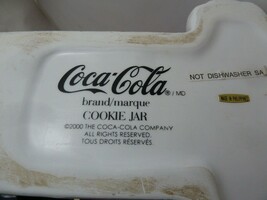 Coca-Cola ® / MD
brand/marque
COOKIE JAR
©2000 THE COCA-COLA COMPANY
ALL RIGHTS RESERVED.
TOUS DROITS RÉSERVÉS
NOT DISHWASHER SA